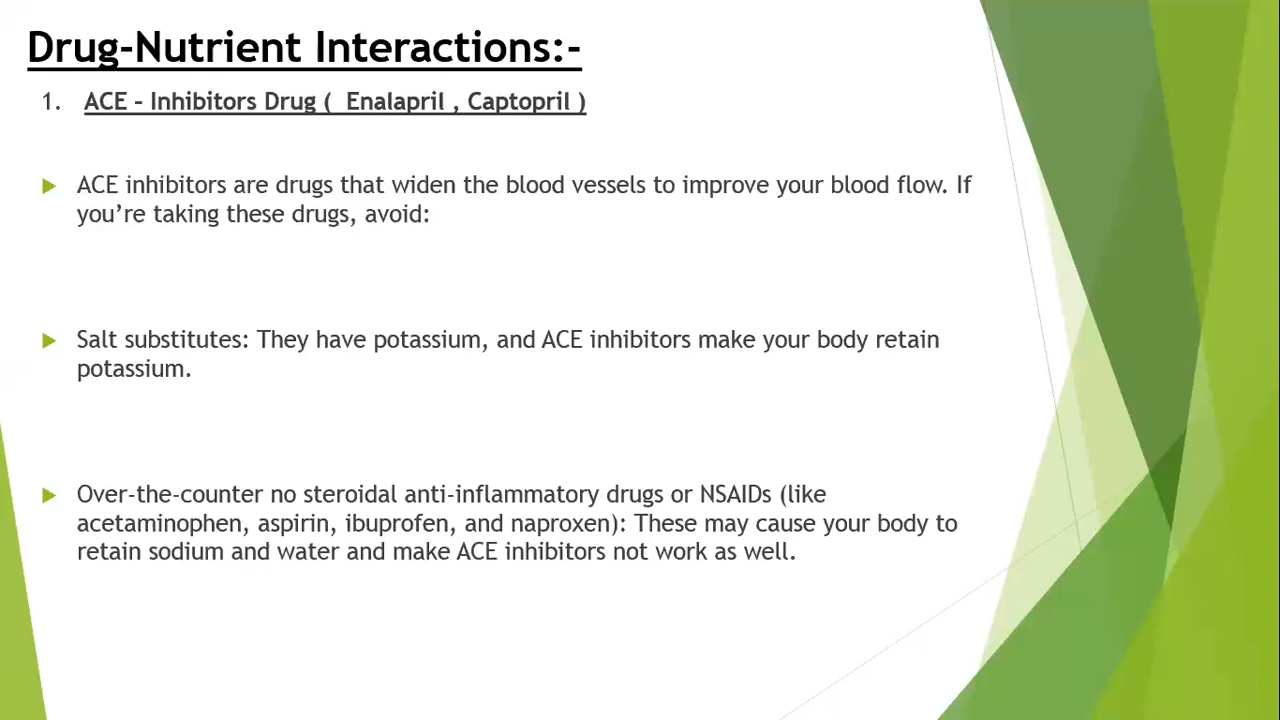 Drug-Nutrient Interactions:-
1. ACE - Inhibitors Drug ( Enalapril , Captopril )
ACE inhibitors are drugs that widen the blood vessels to improve your blood flow. If
you’re taking these drugs, avoid:
Salt substitutes: They have potassium, and ACE inhibitors make your body retain
potassium.
Over-the-counter no steroidal anti-inflammatory drugs or NSAIDs (like
acetaminophen, aspirin, ibuprofen, and naproxen): These may cause your body to
retain sodium and water and make ACE inhibitors not work as well.